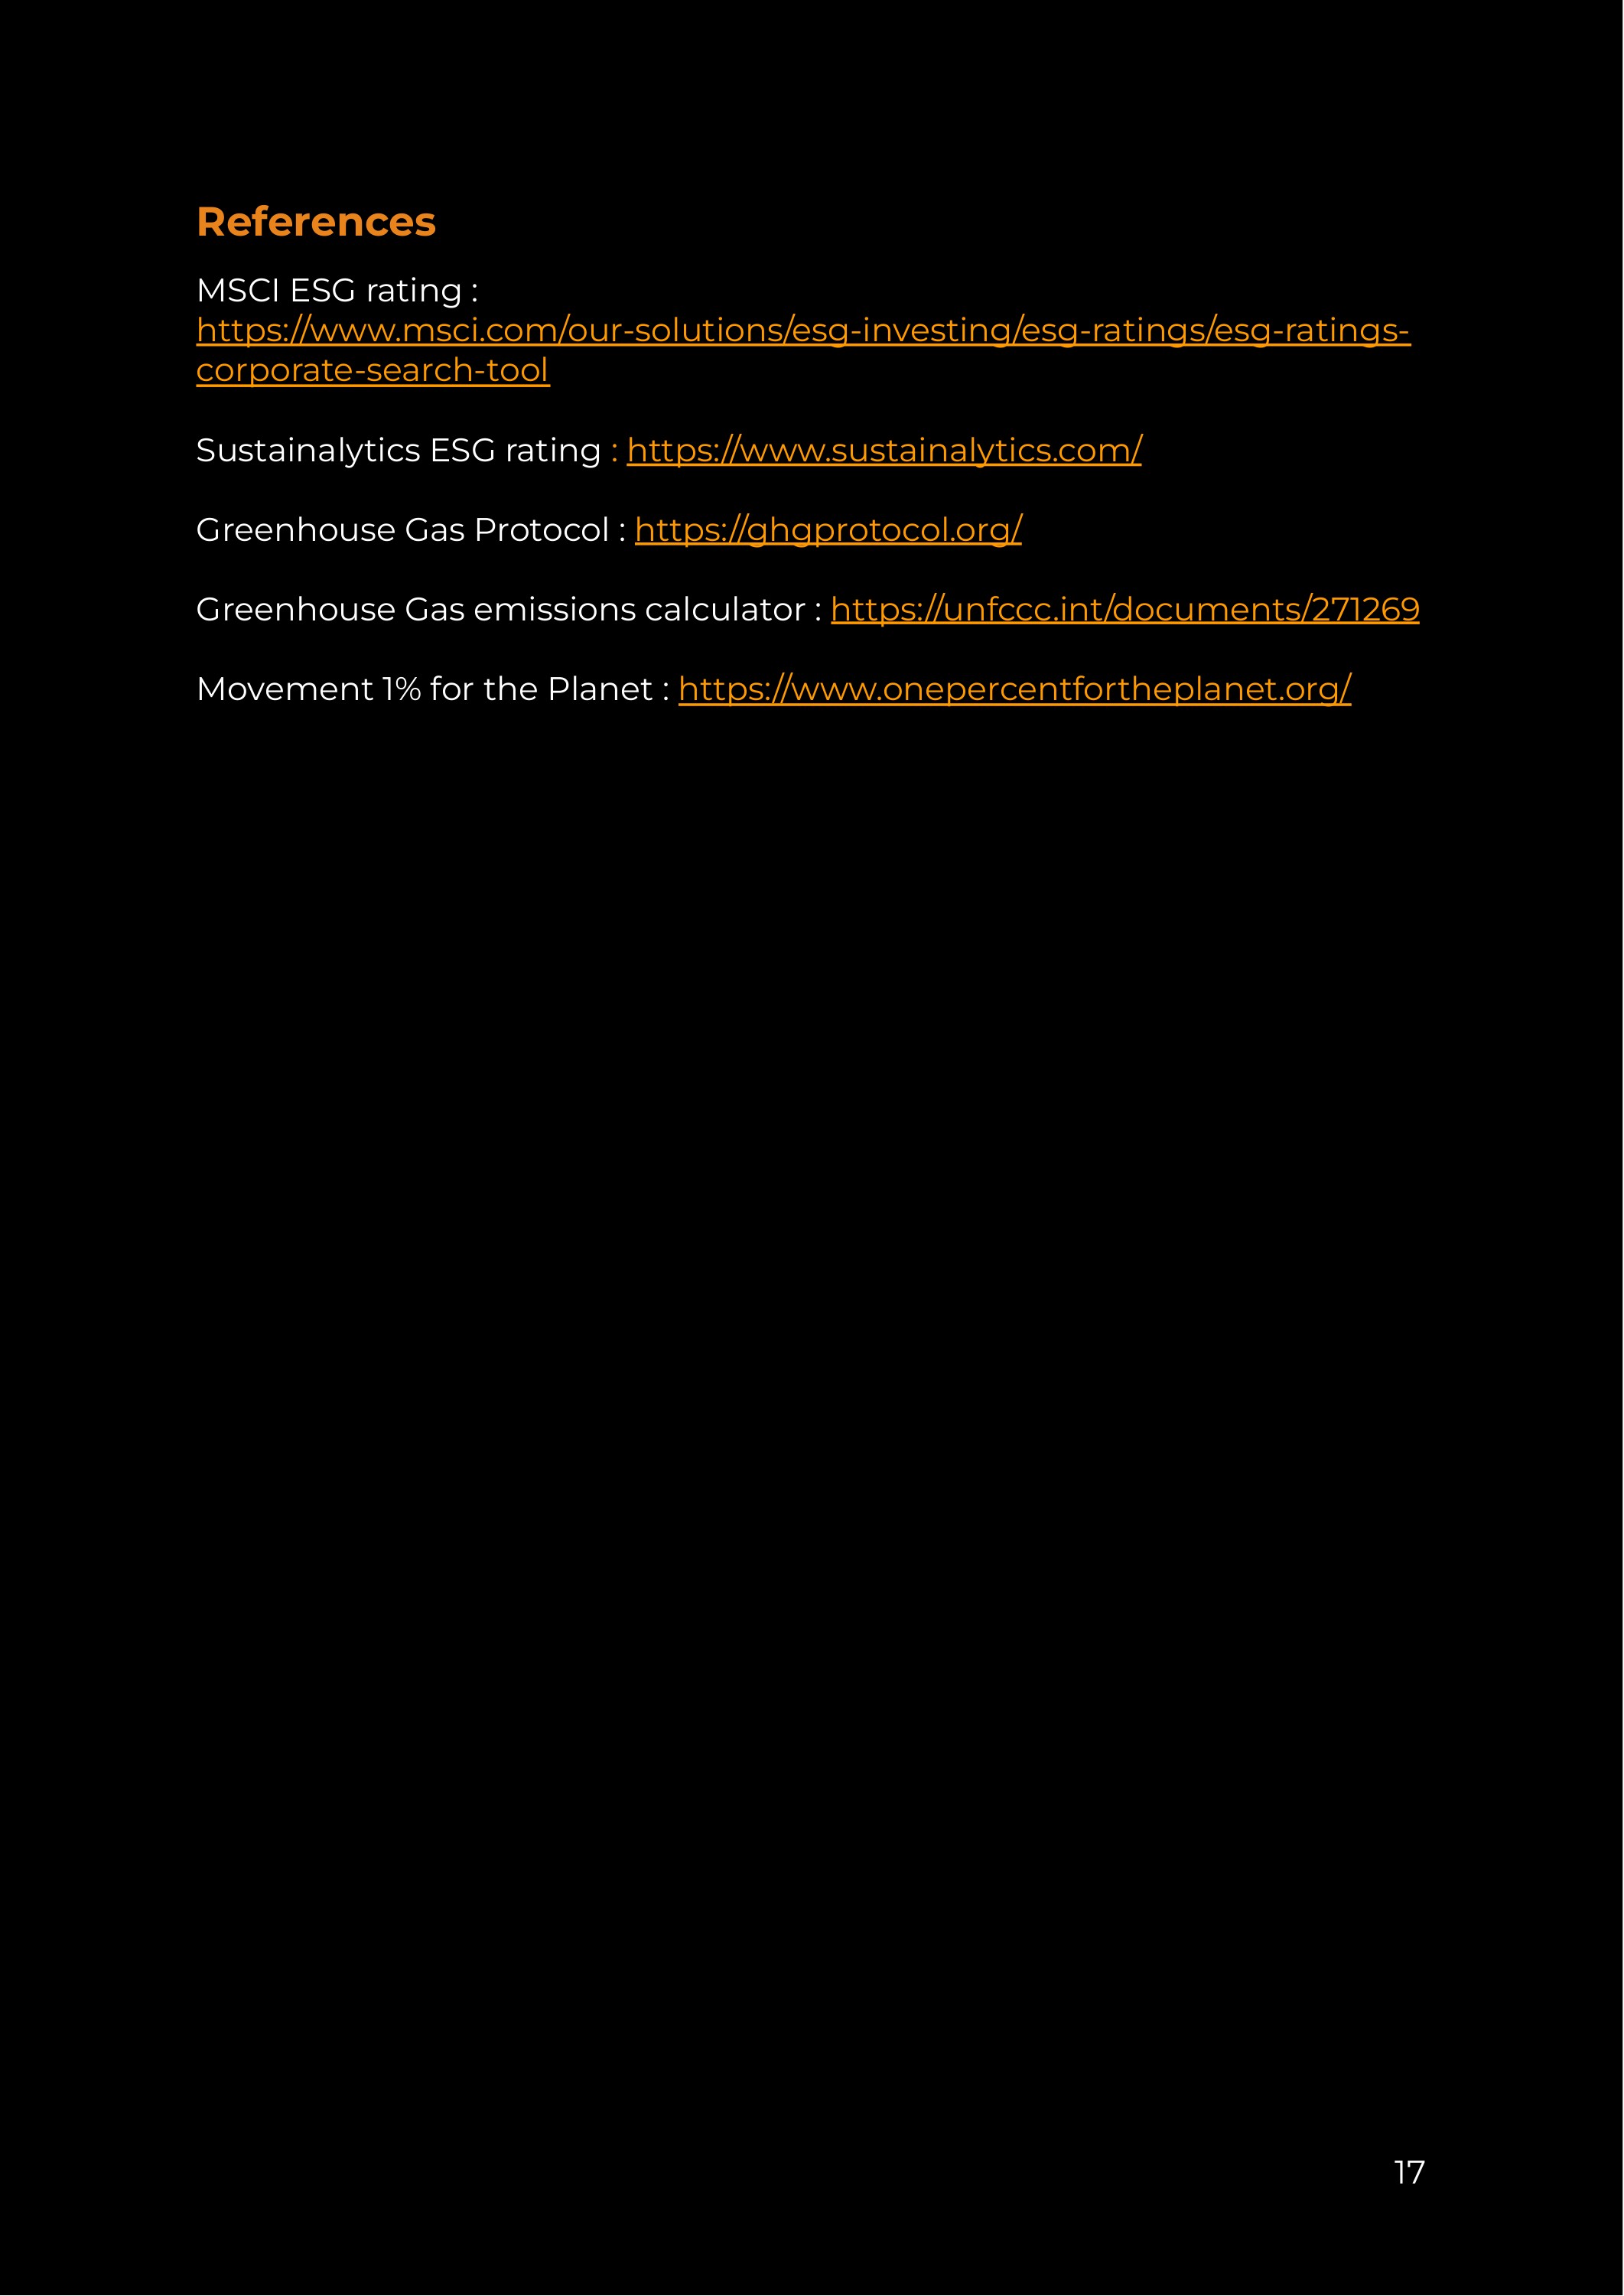 References
MSCI ESG rating :
https://www.msci.com/our-solutions/esg-investing/esg-ratings/esg-ratings-
corporate-search-tool
Sustainalytics ESG rating : https://www.sustainalytics.com/
Greenhouse Gas Protocol : https://ghgprotocol.org/
Greenhouse Gas emissions calculator : https://unfccc.int/documents/271269
Movement 1% for the Planet : https://www.onepercentfortheplanet.org/
17